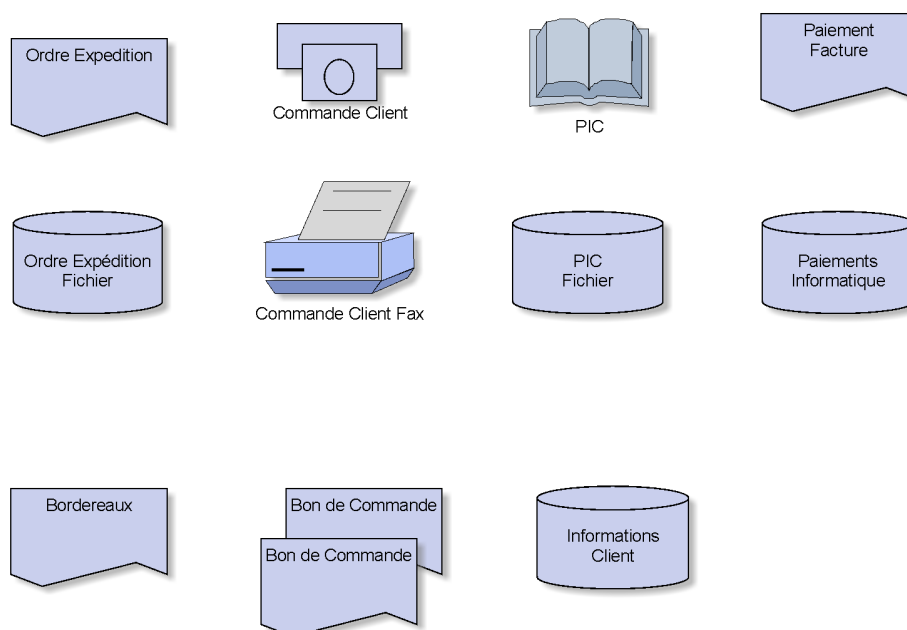 Ordre Expedition
Commande Client
PIC
Paiement
Facture
Ordre Expédition
Fichier
Commande Client Fax
PIC
Fichier
Paiements
Informatique
Bordereaux
Bon de Commande
Bon de Commande
Informations
Client